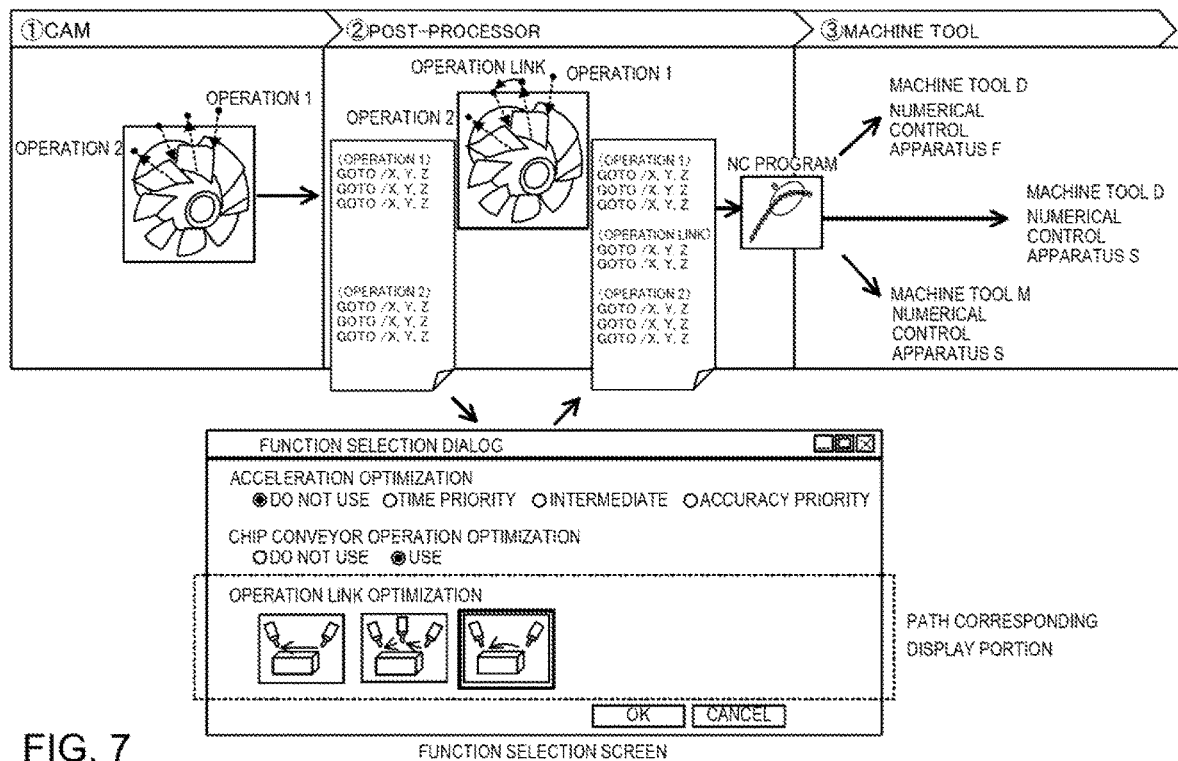 ①CAM
②POST-PROCESSOR
③MACHINE TOOL
OPERATION 1
OPERATION 2
OPERATION LINK
OPERATION 1
OPERATION 2
(OPERATION 1)
GOTO /X, Y, Z
GOTO /X, Y, Z
GOTO /X, Y, Z
(OPERATION 2)
GOTO /X, Y, Z
GOTO /X, Y, Z
GOTO /X, Y, Z
(OPERATION 1)
GOTO /X, Y, Z
GOTO /X, Y, Z
GOTO /X, Y, Z
(OPERATION LINK)
GOTO /X, Y, Z
GOTO /X, Y, Z
(OPERATION 2)
GOTO /X, Y, Z
GOTO /X, Y, Z
GOTO /X, Y, Z
NC PROGRAM
MACHINE TOOL D
NUMERICAL
CONTROL
APPARATUS F
MACHINE TOOL D
NUMERICAL
CONTROL
APPARATUS S
MACHINE TOOL M
NUMERICAL
CONTROL
APPARATUS S
FUNCTION SELECTION DIALOG
ACCELERATION OPTIMIZATION
DO NOT USE TIME PRIORITY INTERMEDIATE ACCURACY PRIORITY
CHIP CONVEYOR OPERATION OPTIMIZATION
DO NOT USE USE
OPERATION LINK OPTIMIZATION
PATH CORRESPONDING
DISPLAY PORTION
OK CANCEL
FUNCTION SELECTION SCREEN
FIG. 7